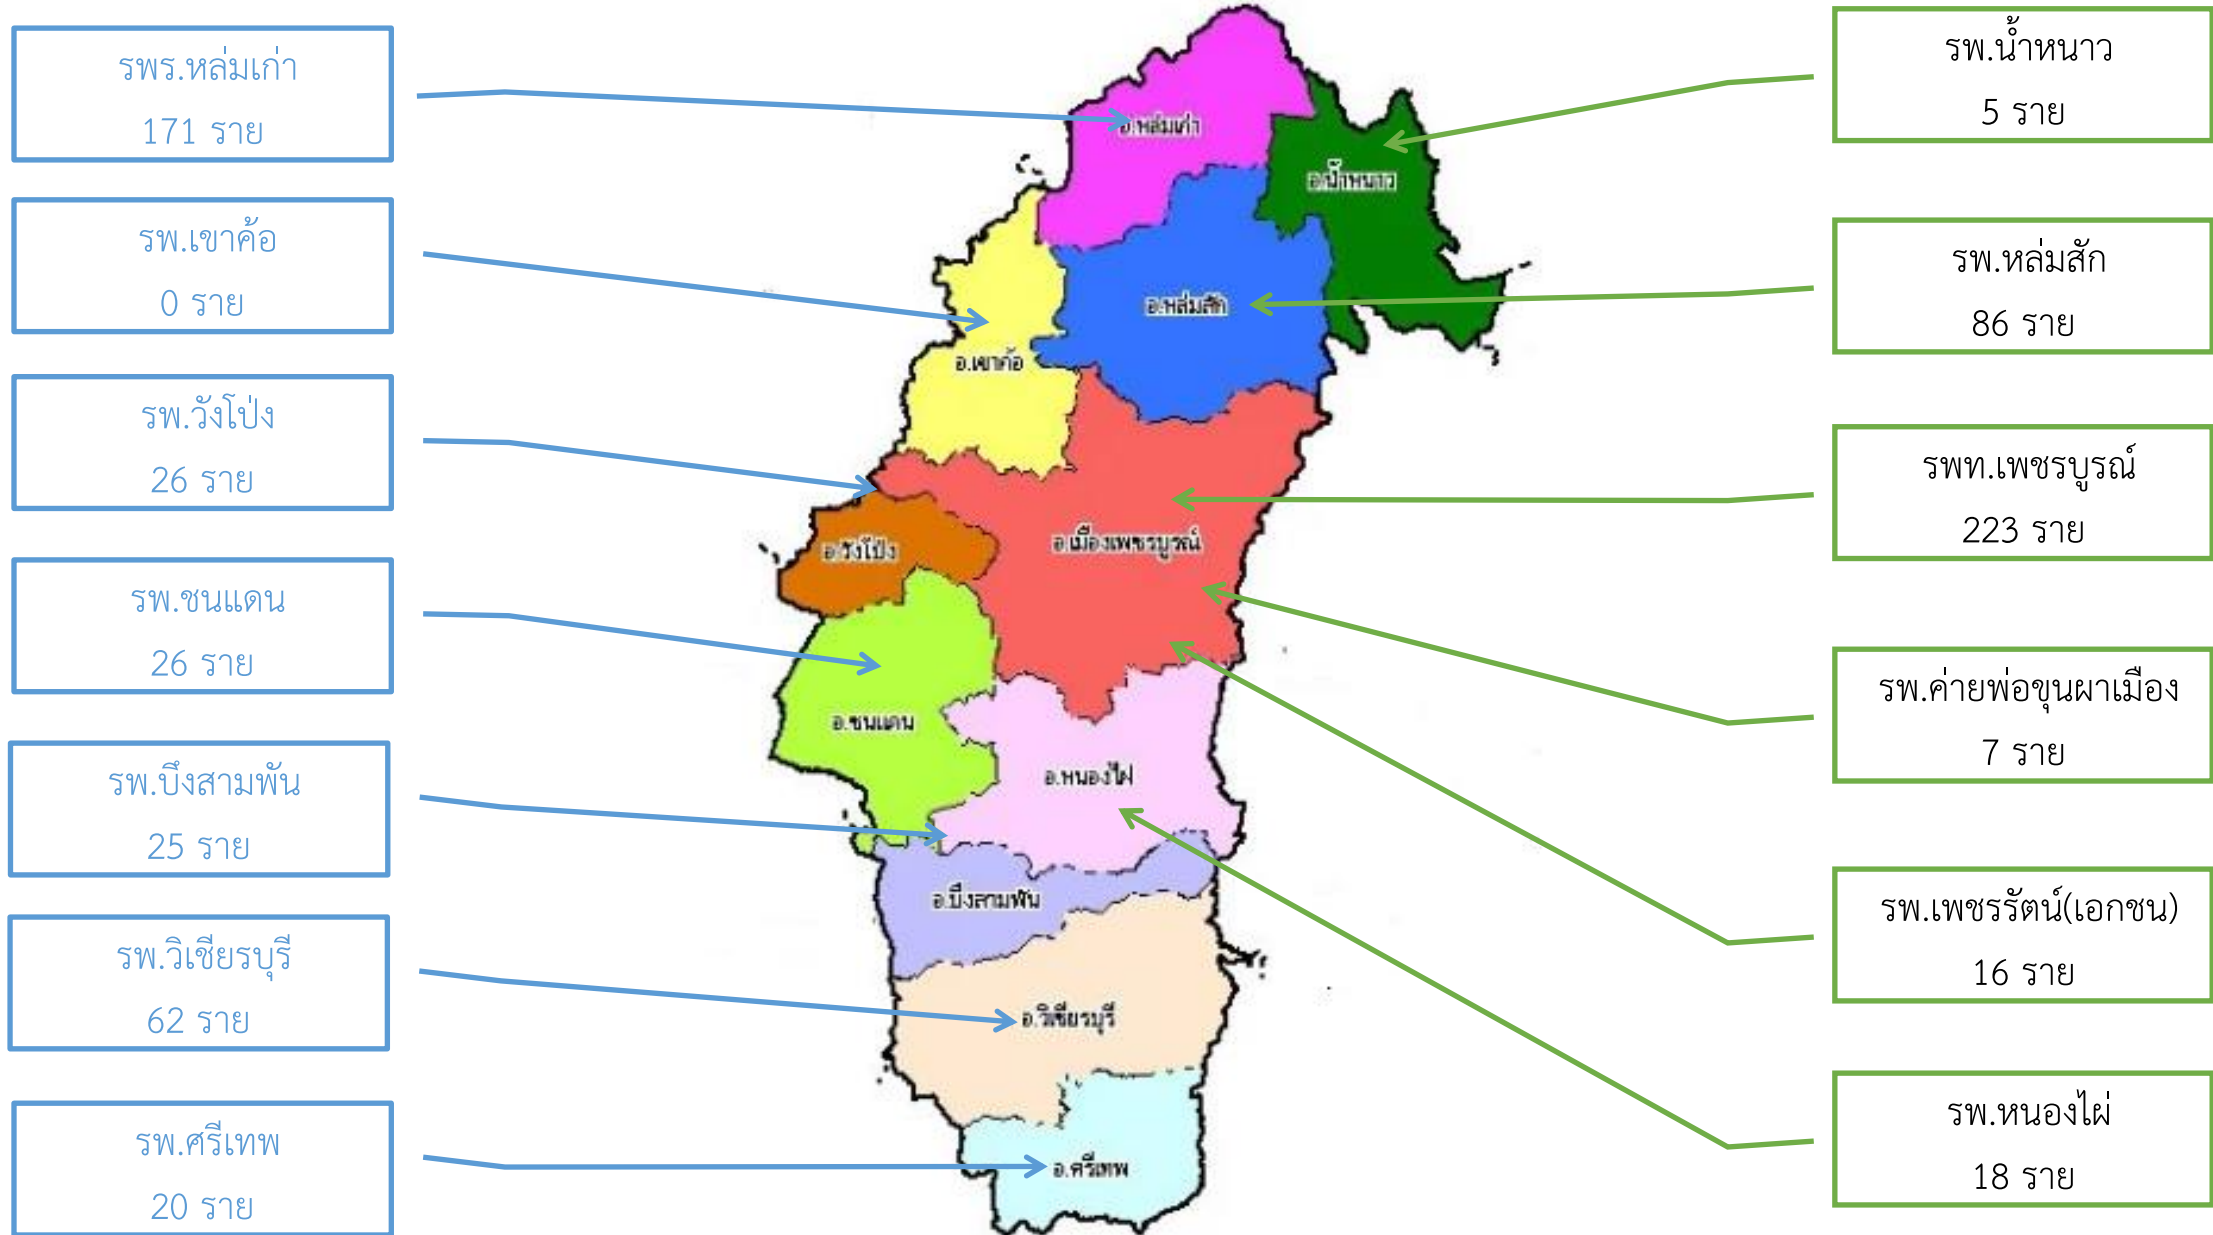 รพร.หล่มเก่า
171 ราย
รพ.เขาค้อ
0 ราย
รพ.วังโป่ง
26 ราย
รพ.ชนแดน
26 ราย
รพ.บึงสามพัน
25 ราย
รพ.วิเชียรบุรี
62 ราย
รพ.ศรีเทพ
20 ราย
อ.หล่มเก่า
อ.น้ำหนาว
อ.หล่มสัก
อ.เขาค้อ
อ.เมืองเพชรบูรณ์
อ.วังโป่ง
อ.ชนแดน
อ.หนองไผ่
อ.บึงสามพัน
อ.วิเชียรบุรี
อ.ศรีเทพ
รพ.น้ำหนาว
5 ราย
รพ.หล่มสัก
86 ราย
รพท.เพชรบูรณ์
223 ราย
รพ.ค่ายพ่อขุนผาเมือง
7 ราย
รพ.เพชรรัตน์(เอกชน)
16 ราย
รพ.หนองไผ่
18 ราย